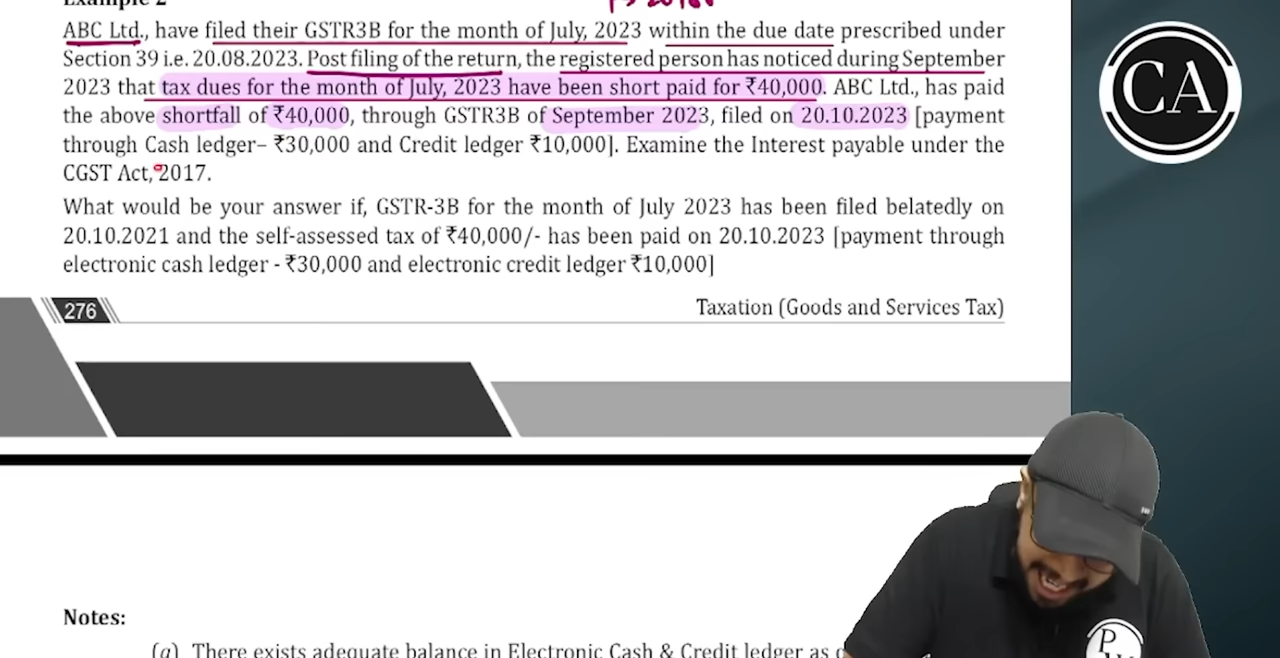 Example 2
ABC Ltd., have filed their GSTR3B for the month of July, 2023 within the due date prescribed under
Section 39 i.e. 20.08.2023. Post filing of the return, the registered person has noticed during September
2023 that tax dues for the month of July, 2023 have been short paid for ₹40,000. ABC Ltd., has paid
the above shortfall of ₹40,000, through GSTR3B of September 2023, filed on 20.10.2023 [payment
through Cash ledger– ₹30,000 and Credit ledger ₹10,000]. Examine the Interest payable under the
CGST Act, 2017.
What would be your answer if, GSTR-3B for the month of July 2023 has been filed belatedly on
20.10.2021 and the self-assessed tax of ₹40,000/- has been paid on 20.10.2023 [payment through
electronic cash ledger - ₹30,000 and electronic credit ledger ₹10,000]
276
Taxation (Goods and Services Tax)
Notes:
(a) There exists adequate balance in Electronic Cash & Credit ledger as
CA
P